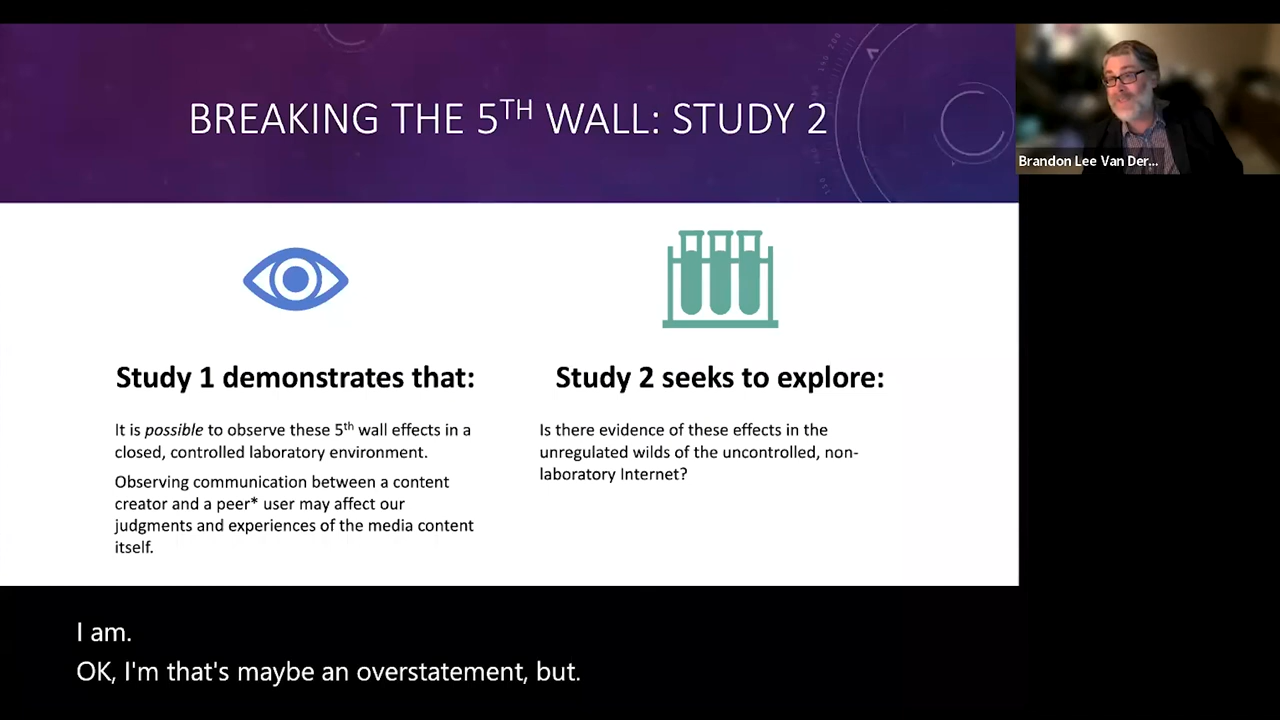 BREAKING THE 5TH WALL: STUDY 2
Brandon Lee Van Der...
Study 1 demonstrates that:
It is possible to observe these 5th wall effects in a
closed, controlled laboratory environment.
Observing communication between a content
creator and a peer* user may affect our
judgments and experiences of the media content
itself.
Study 2 seeks to explore:
Is there evidence of these effects in the
unregulated wilds of the uncontrolled, non-
laboratory Internet?
I am.
OK, I'm that's maybe an overstatement, but.